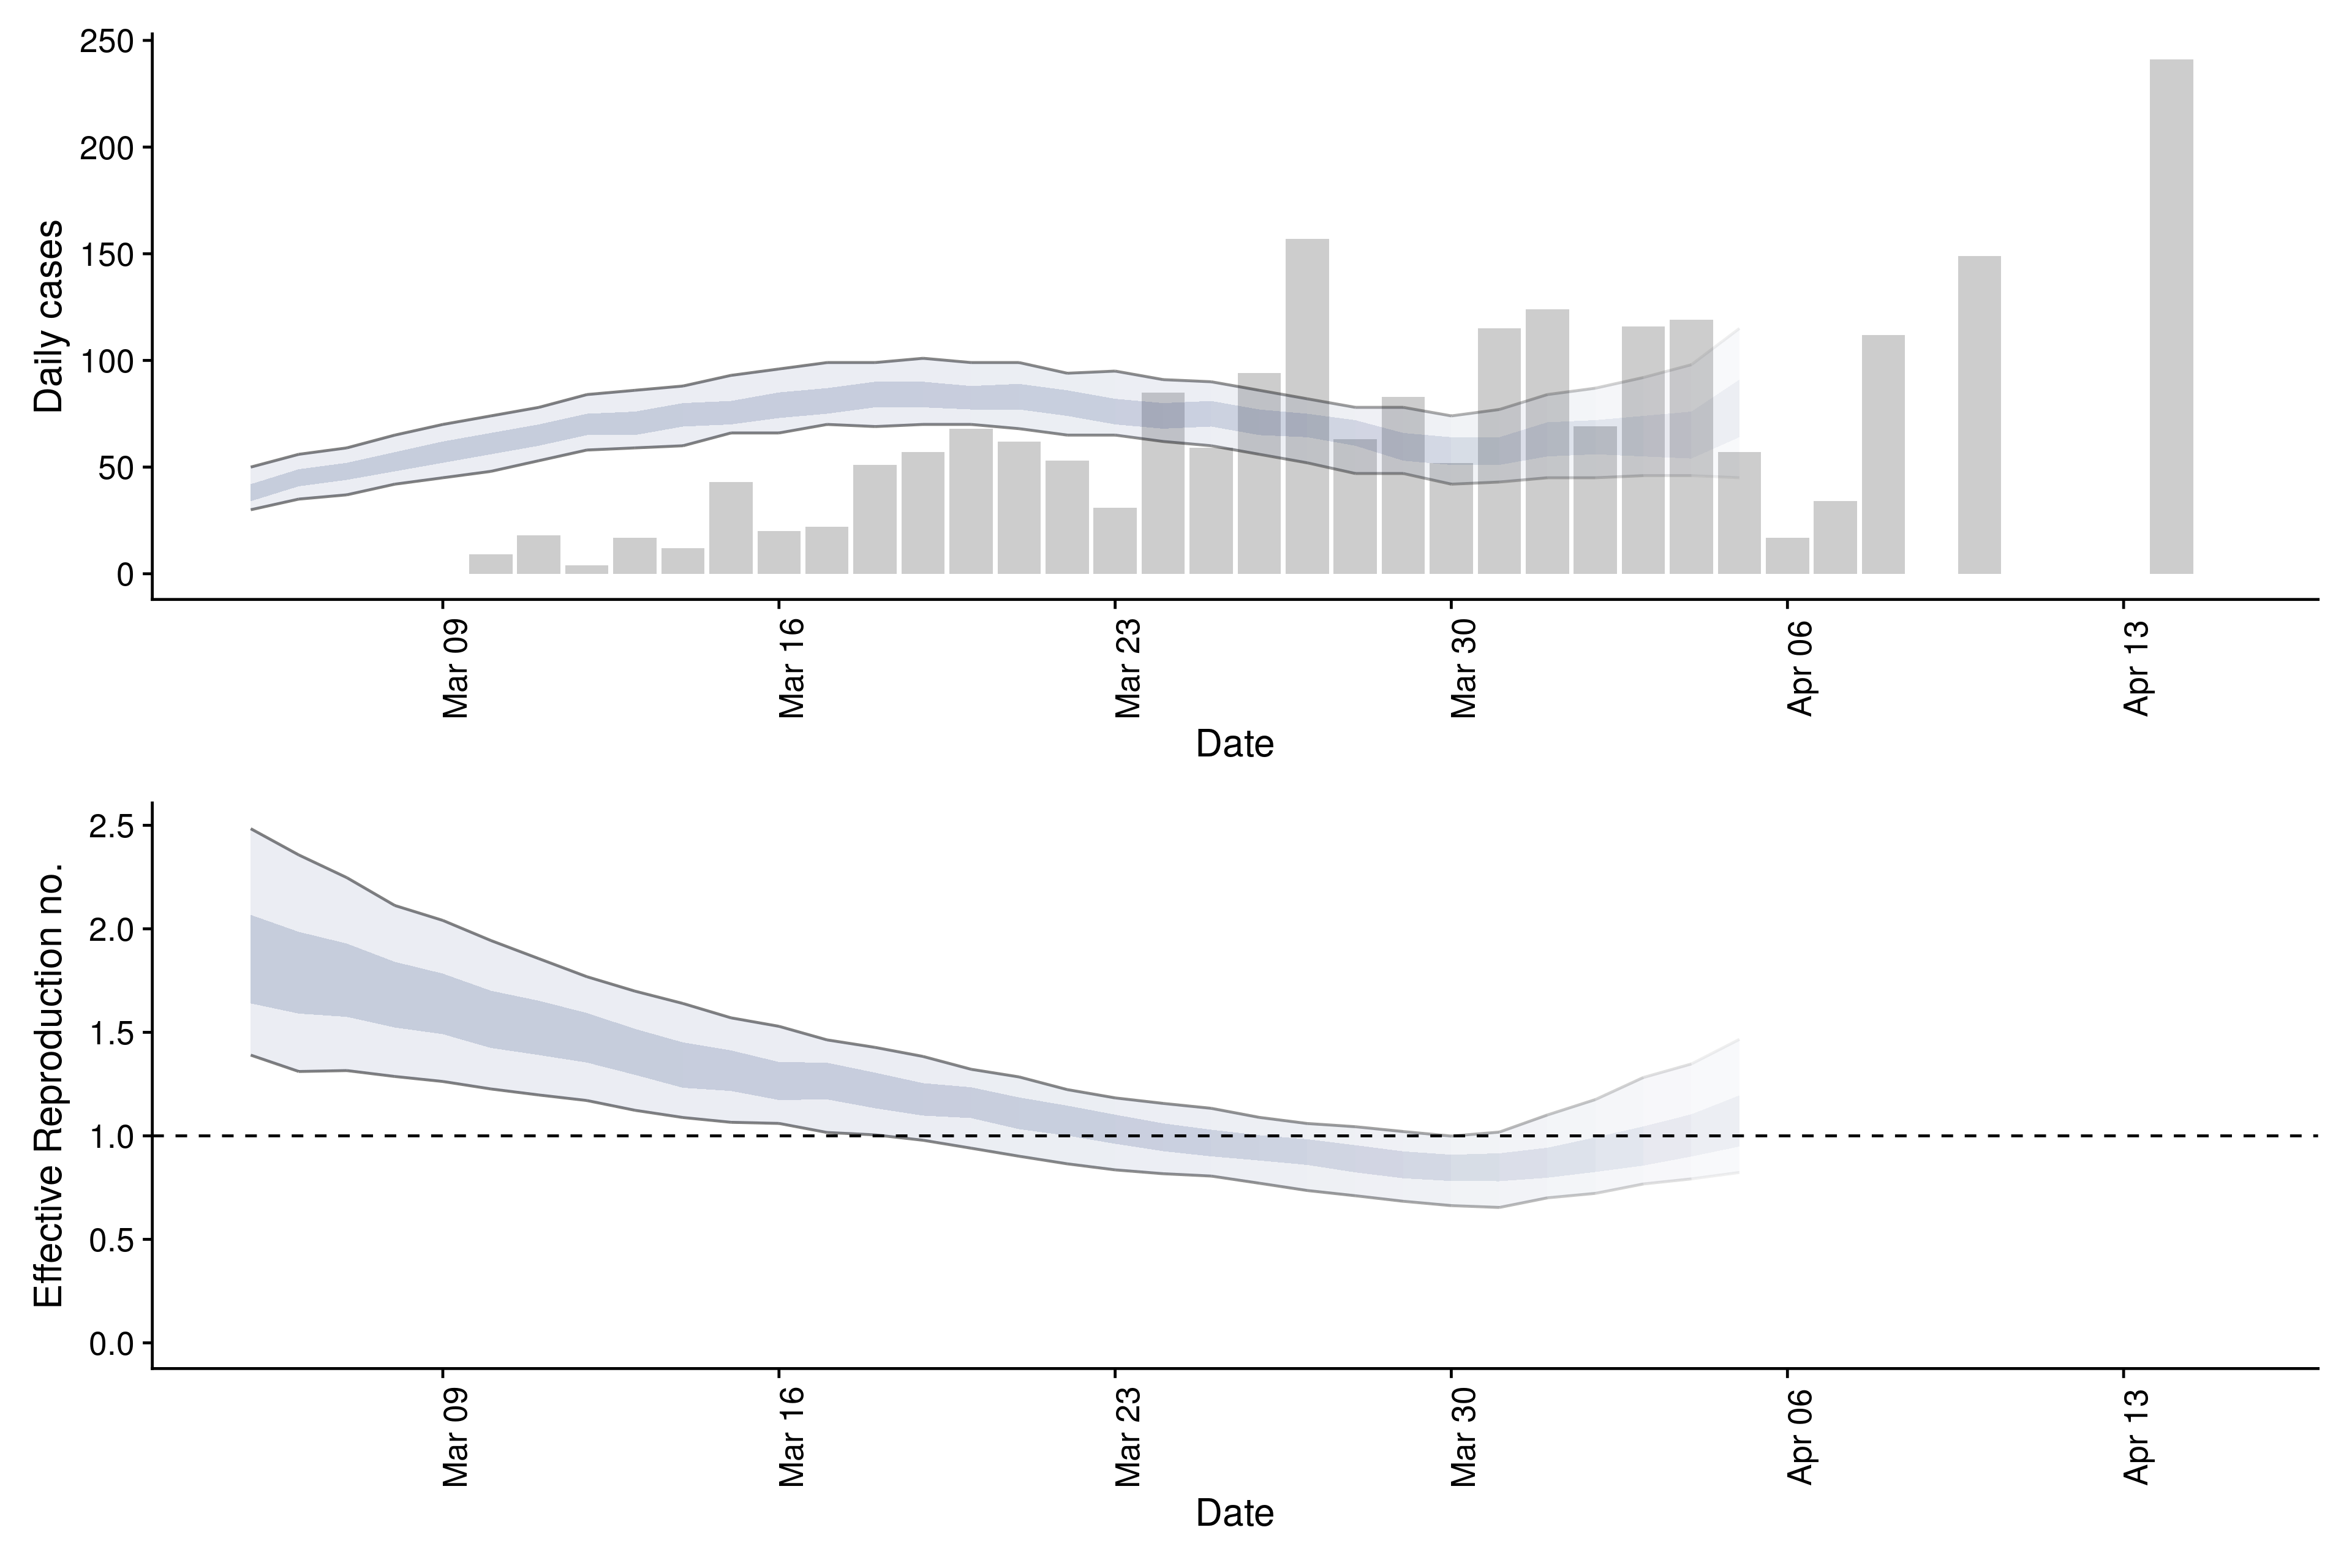 Daily cases
250
200
150
100
50
0
Mar 09
Mar 16
Mar 23
Mar 30
Apr 06
Apr 13
Date
Effective Reproduction no.
2.5
2.0
1.5
1.0
0.5
0.0
Mar 09
Mar 16
Mar 23
Mar 30
Apr 06
Apr 13
Date